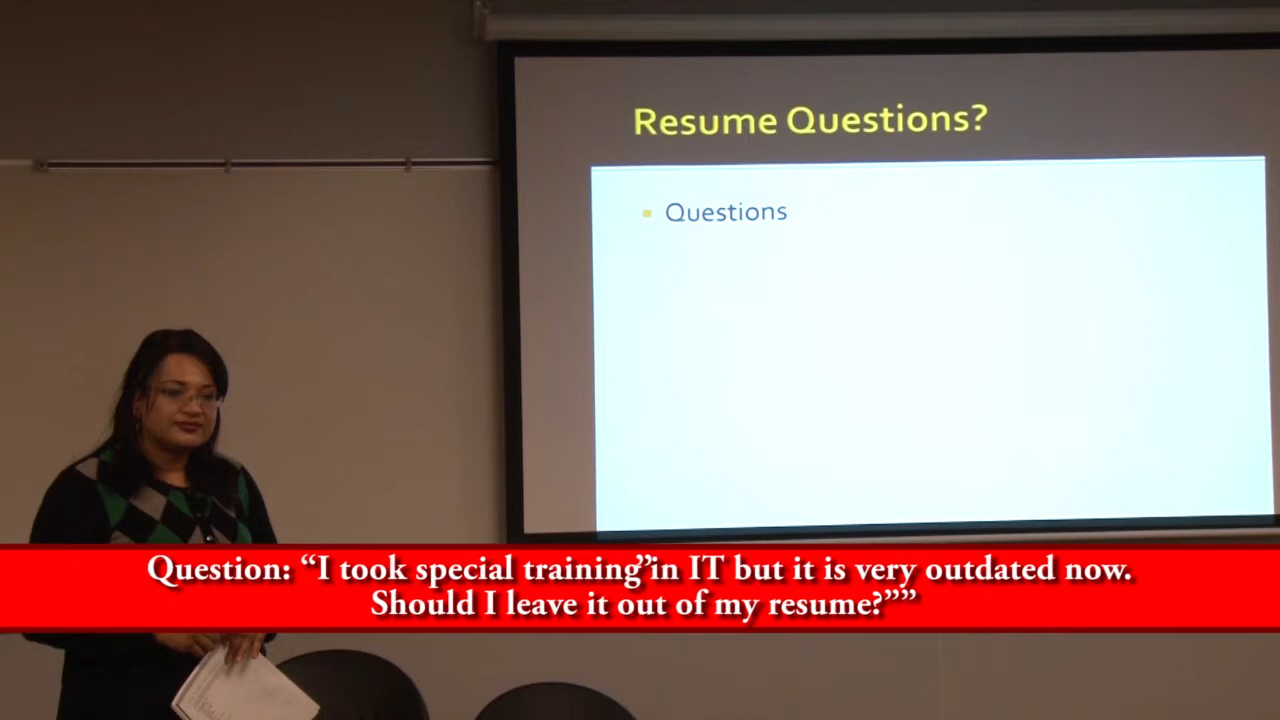 Resume Questions?
Questions
Question: “I took special training”in IT but it is very outdated now.
Should I leave it out of my resume?””